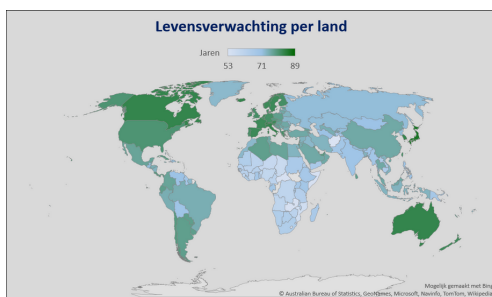 Levensverwachting per land
Jaren
53 71 89
Mogelijk gemaakt met Bing
© Australian Bureau of Statistics, GeoNames, Microsoft, Navinfo, TomTom, Wikipedia